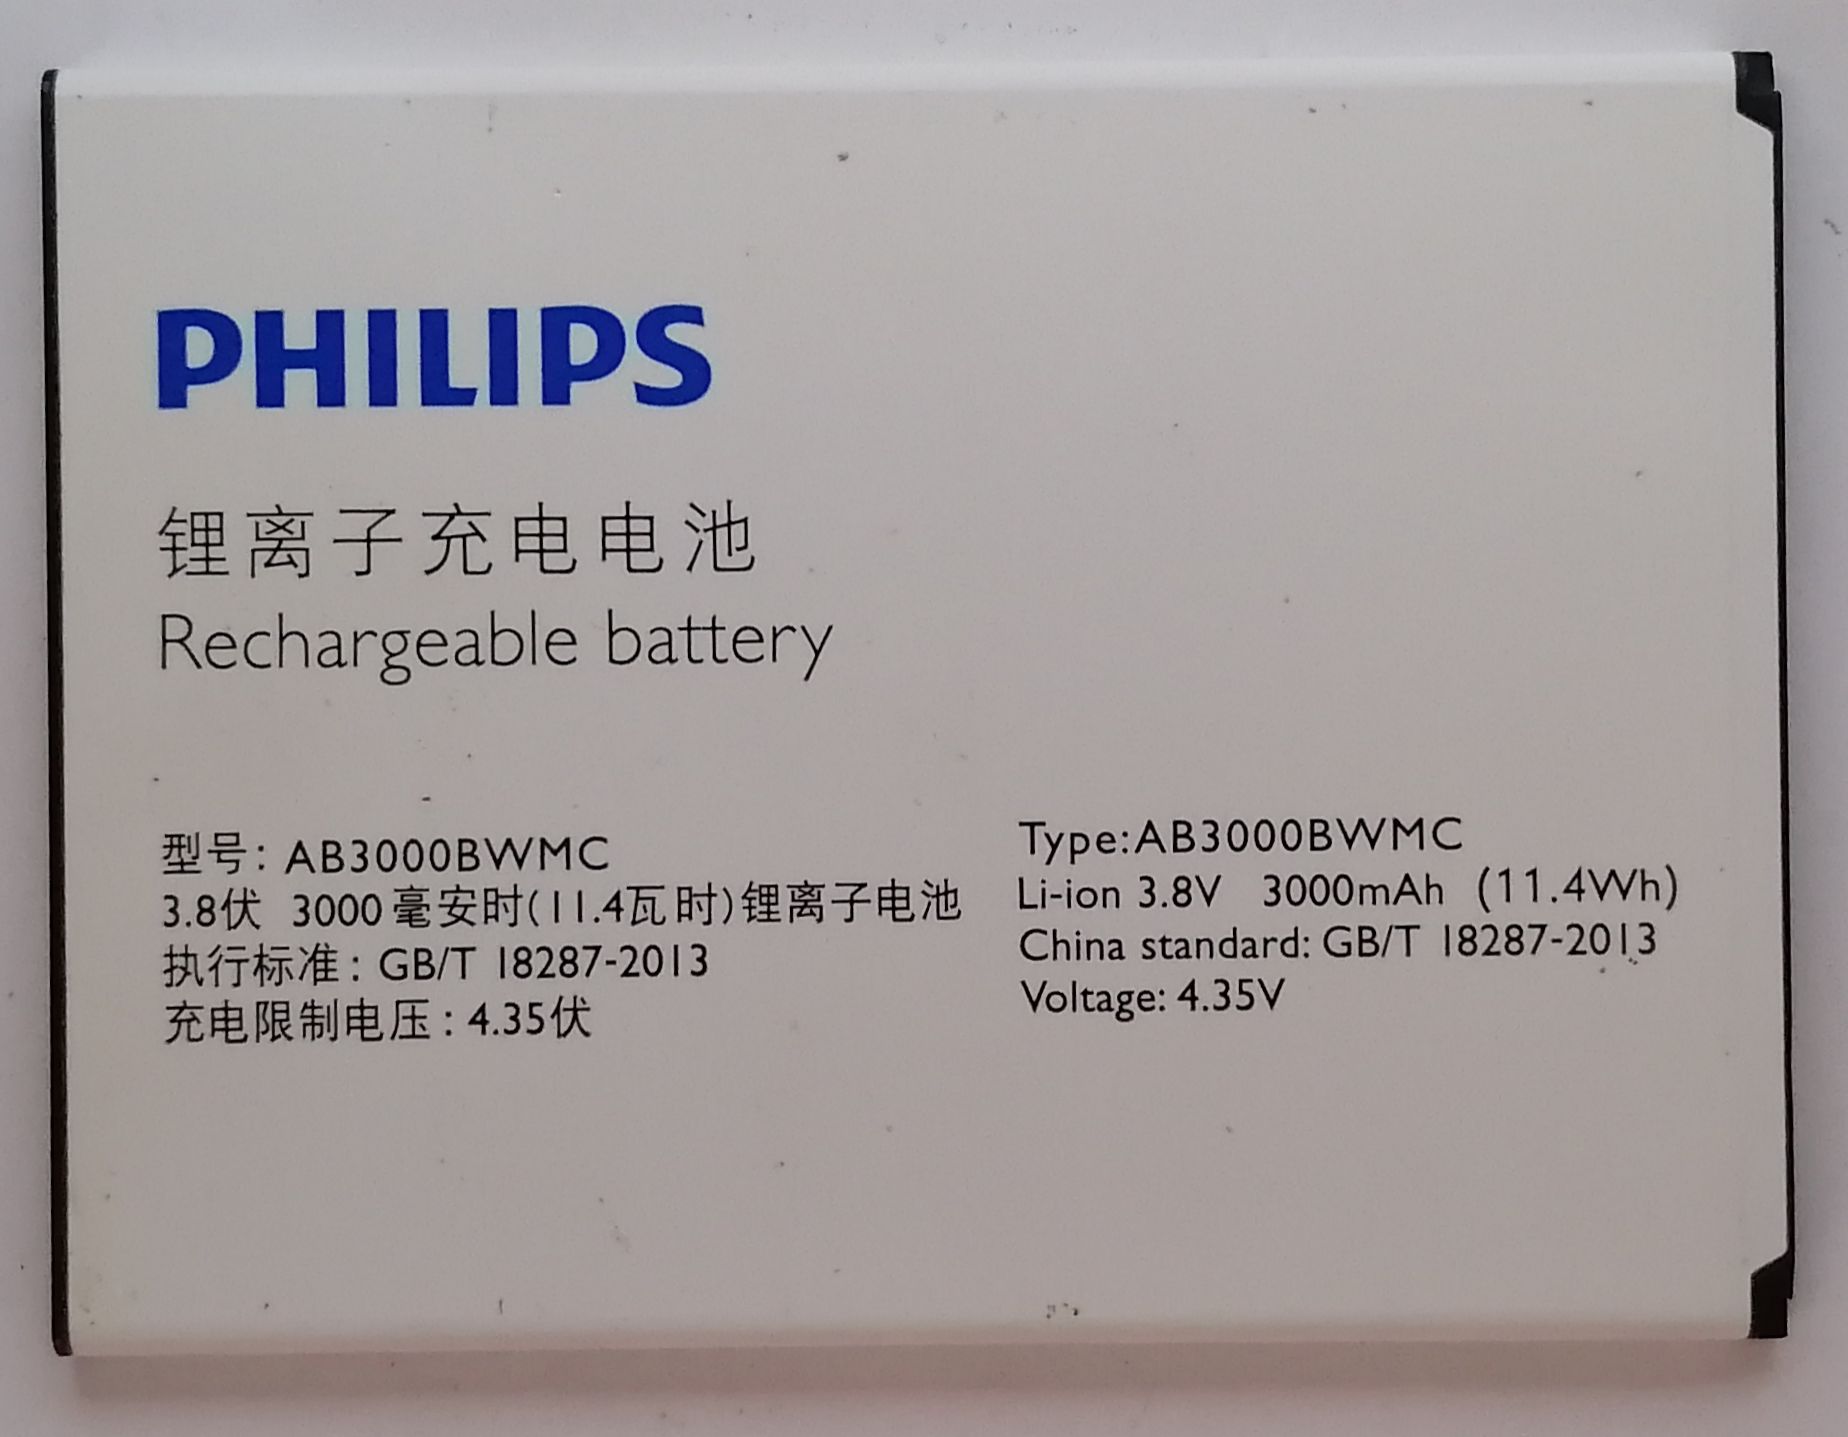 PHILIPS
锂离子充电电池
Rechargeable battery
型号: AB3000BWMC
3.8伏 3000毫安时(11.4瓦时)锂离子电池
执行标准: GB/T 18287-2013
充电限制电压: 4.35伏
Type:AB3000BWMC
Li-ion 3.8V 3000mAh (11.4Wh)
China standard: GB/T 18287-2013
Voltage: 4.35V